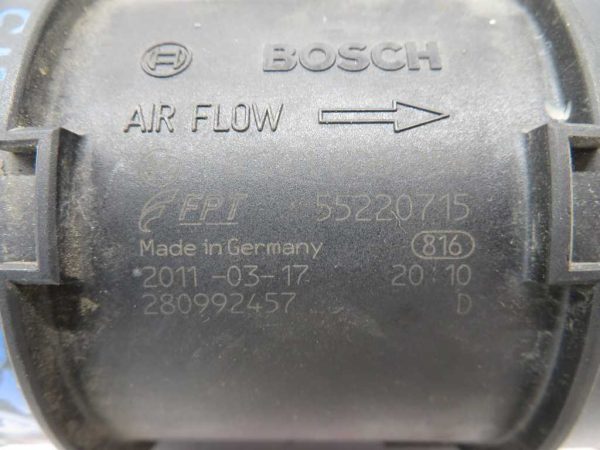 BOSCH
AIR FLOW
FPT 55220715
Made in Germany 816
2011-03-17 20:10
280992457 D